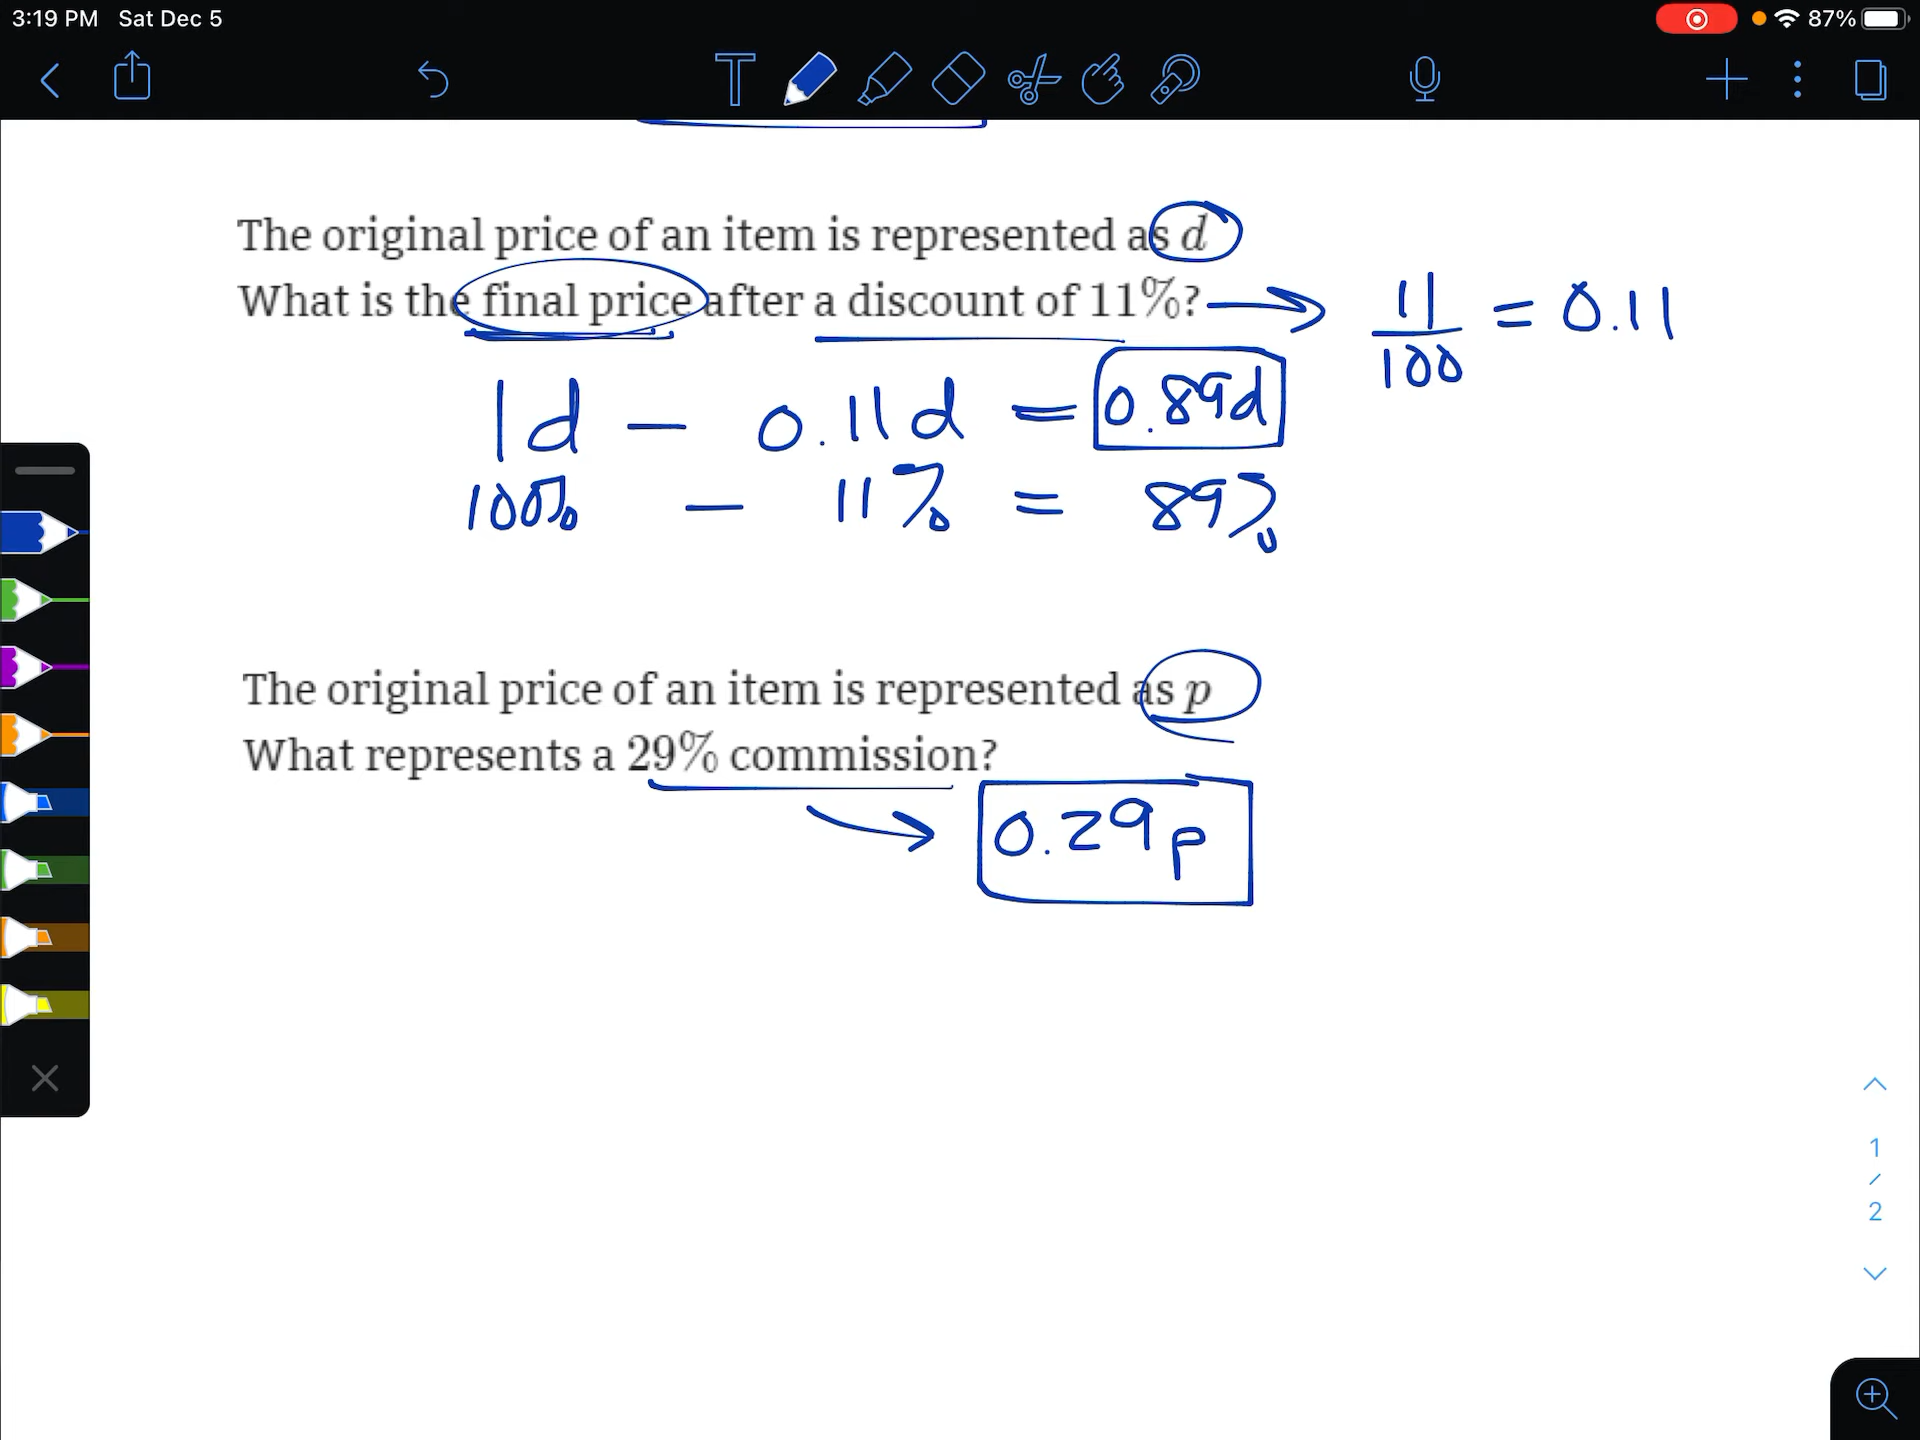 3:19 PM Sat Dec 5
87%
The original price of an item is represented as d
What is the final price after a discount of 11%? → 11/100 = 0.11
1d − 0.11d = 0.89d
100% − 11% = 89%
The original price of an item is represented as p
What represents a 29% commission?
→ 0.29p
1
/
2